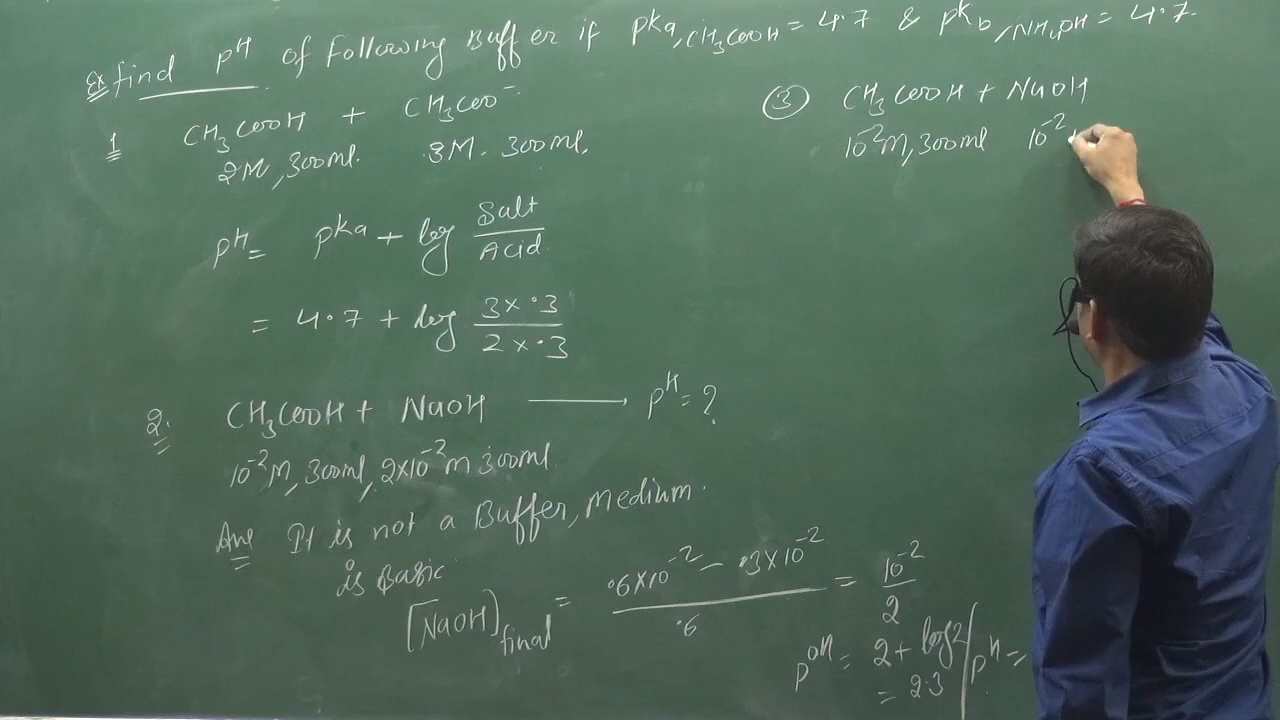 Ex find pH of Following Buffer if pKa, CH3COOH = 4.7 & pKb, NH4OH = 4.7.
1 CH3COOH + CH3COO-
2M, 300ml. 3M. 300ml.
pH = pKa + log Salt/Acid
= 4.7 + log 3×.3/2×.3
2. CH3COOH + NaOH ⟶ pH = ?
10-2M, 300ml, 2×10-2M 300ml.
Ans It is not a Buffer, Medium.
is Basic
[NaOH]final = .6×10-2 - .3×10-2/.6 = 10-2/2
pOH = 2 + log2 | pH =
= 2.3
③ CH3COOH + NaOH
10-2M, 300ml 10-2